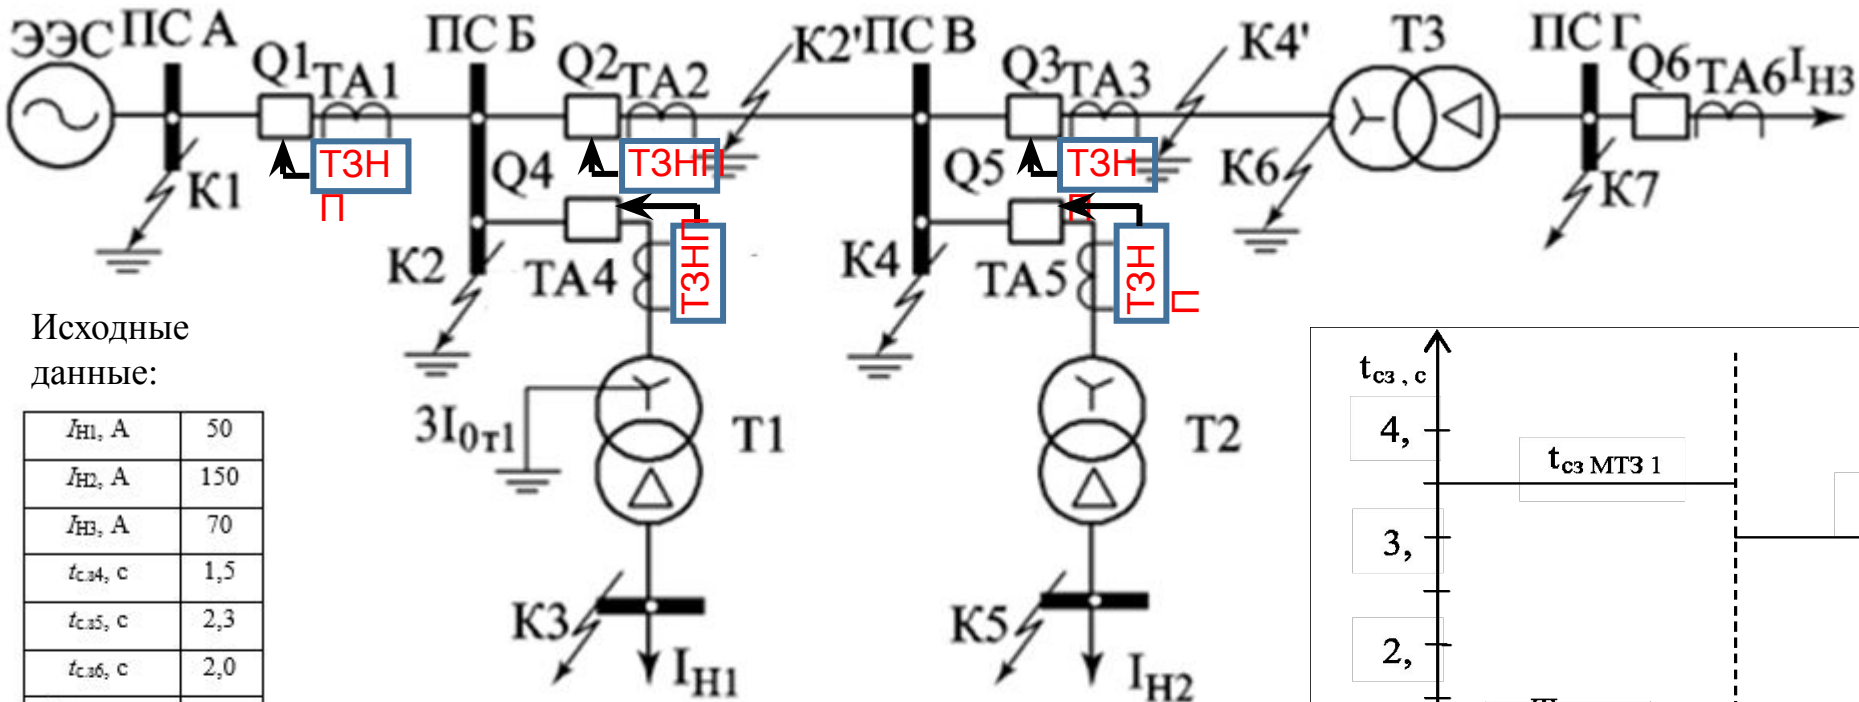 ЭЭС ПС А Q1 ТА1 ПС Б Q2 ТА2 К2' ПС В Q3 ТА3 К4' Т3 ПС Г Q6 ТА6 Iн3
ТЗН
П
ТЗНП
ТЗН
П
К1 Q4 Q5 К6 К7
К2 ТА4 ТЗНП К4 ТА5 ТЗН
П
Исходные
данные:
3I0т1 Т1 Т2
IН1, А 50
IН2, А 150
IН3, А 70
tс.з4, с 1,5
tс.з5, с 2,3
tс.з6, с 2,0
К3 IН1 К5 IН2
tсз , с
4,
tсз МТЗ 1
3,
2,